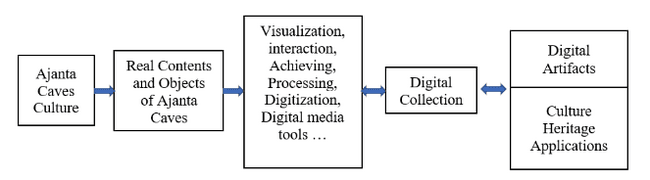 Ajanta
Caves
Culture
Real Contents
and Objects
of Ajanta
Caves
Visualization,
interaction,
Achieving,
Processing,
Digitization,
Digital media
tools ...
Digital
Collection
Digital
Artifacts
Culture
Heritage
Applications